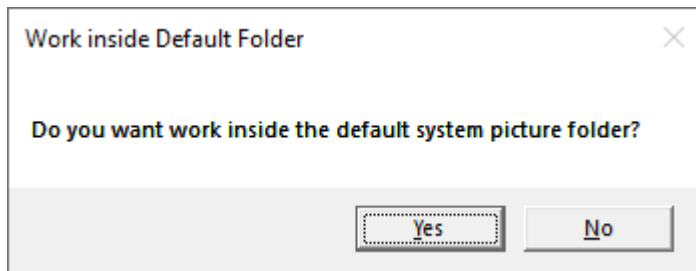 Work inside Default Folder
Do you want work inside the default system picture folder?
Yes
No